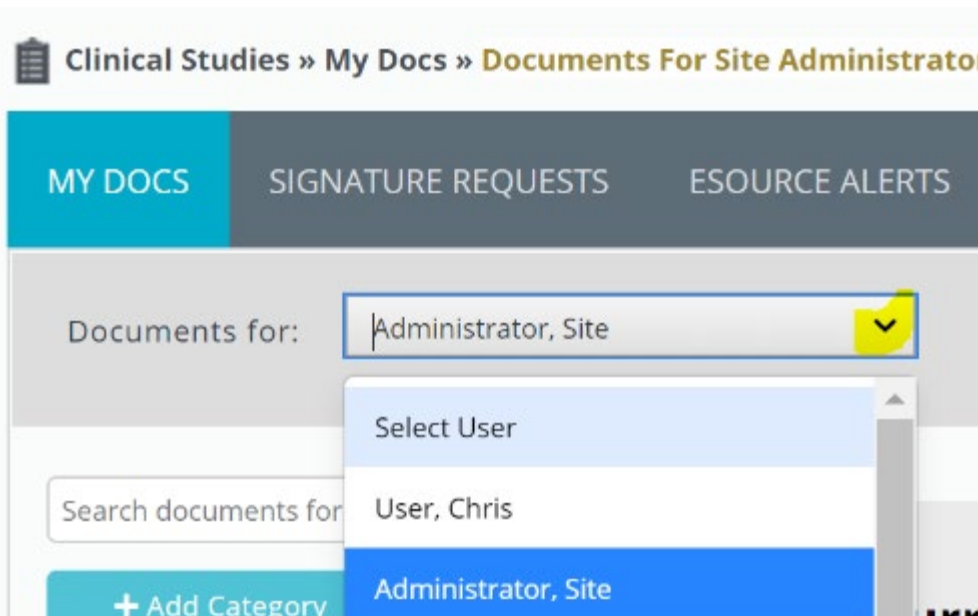 Clinical Studies » My Docs » Documents For Site Administrator
MY DOCS SIGNATURE REQUESTS ESOURCE ALERTS
Documents for: Administrator, Site
Select User
Search documents for
User, Chris
Administrator, Site
+ Add Category